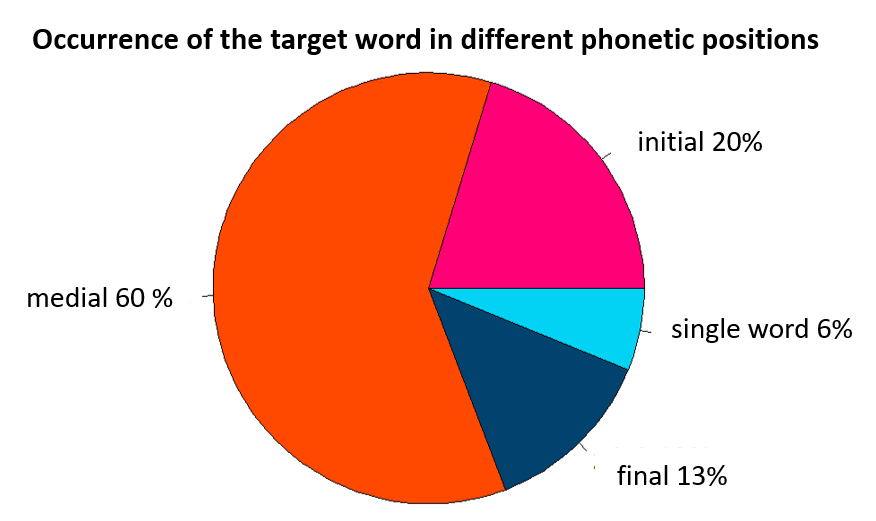 Occurrence of the target word in different phonetic positions
initial 20%
medial 60 %
single word 6%
final 13%